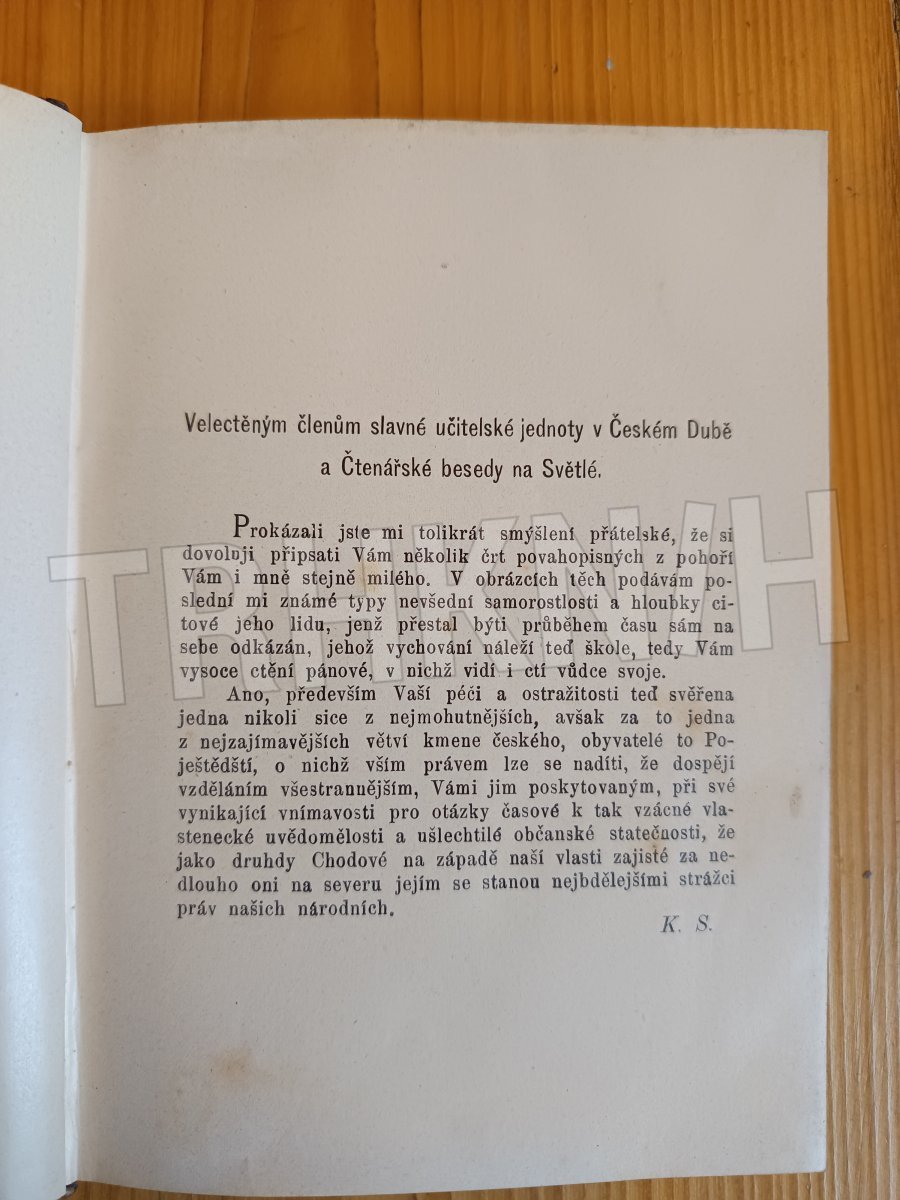 Velectěným členům slavné učitelské jednoty v Českém Dubě
a Čtenářské besedy na Světlé.
Prokázali jste mi tolikrát smýšlení přátelské, že si
dovoluji připsati Vám několik črt povahopisných z pohoří
Vám i mně stejně milého. V obrázcích těch podávám po-
slední mi známé typy nevšední samorostlosti a hloubky ci-
tové jeho lidu, jenž přestal býti průběhem času sám na
sebe odkázán, jehož vychování náleží teď škole, tedy Vám
vysoce ctění pánové, v nichž vidí i ctí vůdce svoje.
Ano, především Vaší péči a ostražitosti teď svěřena
jedna nikoli sice z nejmohutnějších, avšak za to jedna
z nejzajímavějších větví kmene českého, obyvatelé to Po-
ještědští, o nichž vším právem lze se nadíti, že dospějí
vzděláním všestrannějším, Vámi jim poskytovaným, při své
vynikající vnímavosti pro otázky časové k tak vzácné vla-
stenecké uvědomělosti a ušlechtilé občanské statečnosti, že
jako druhdy Chodové na západě naší vlasti zajisté za ne-
dlouho oni na severu jejím se stanou nejbdělejšími strážci
práv našich národních.
K. S.
TRHKNIH